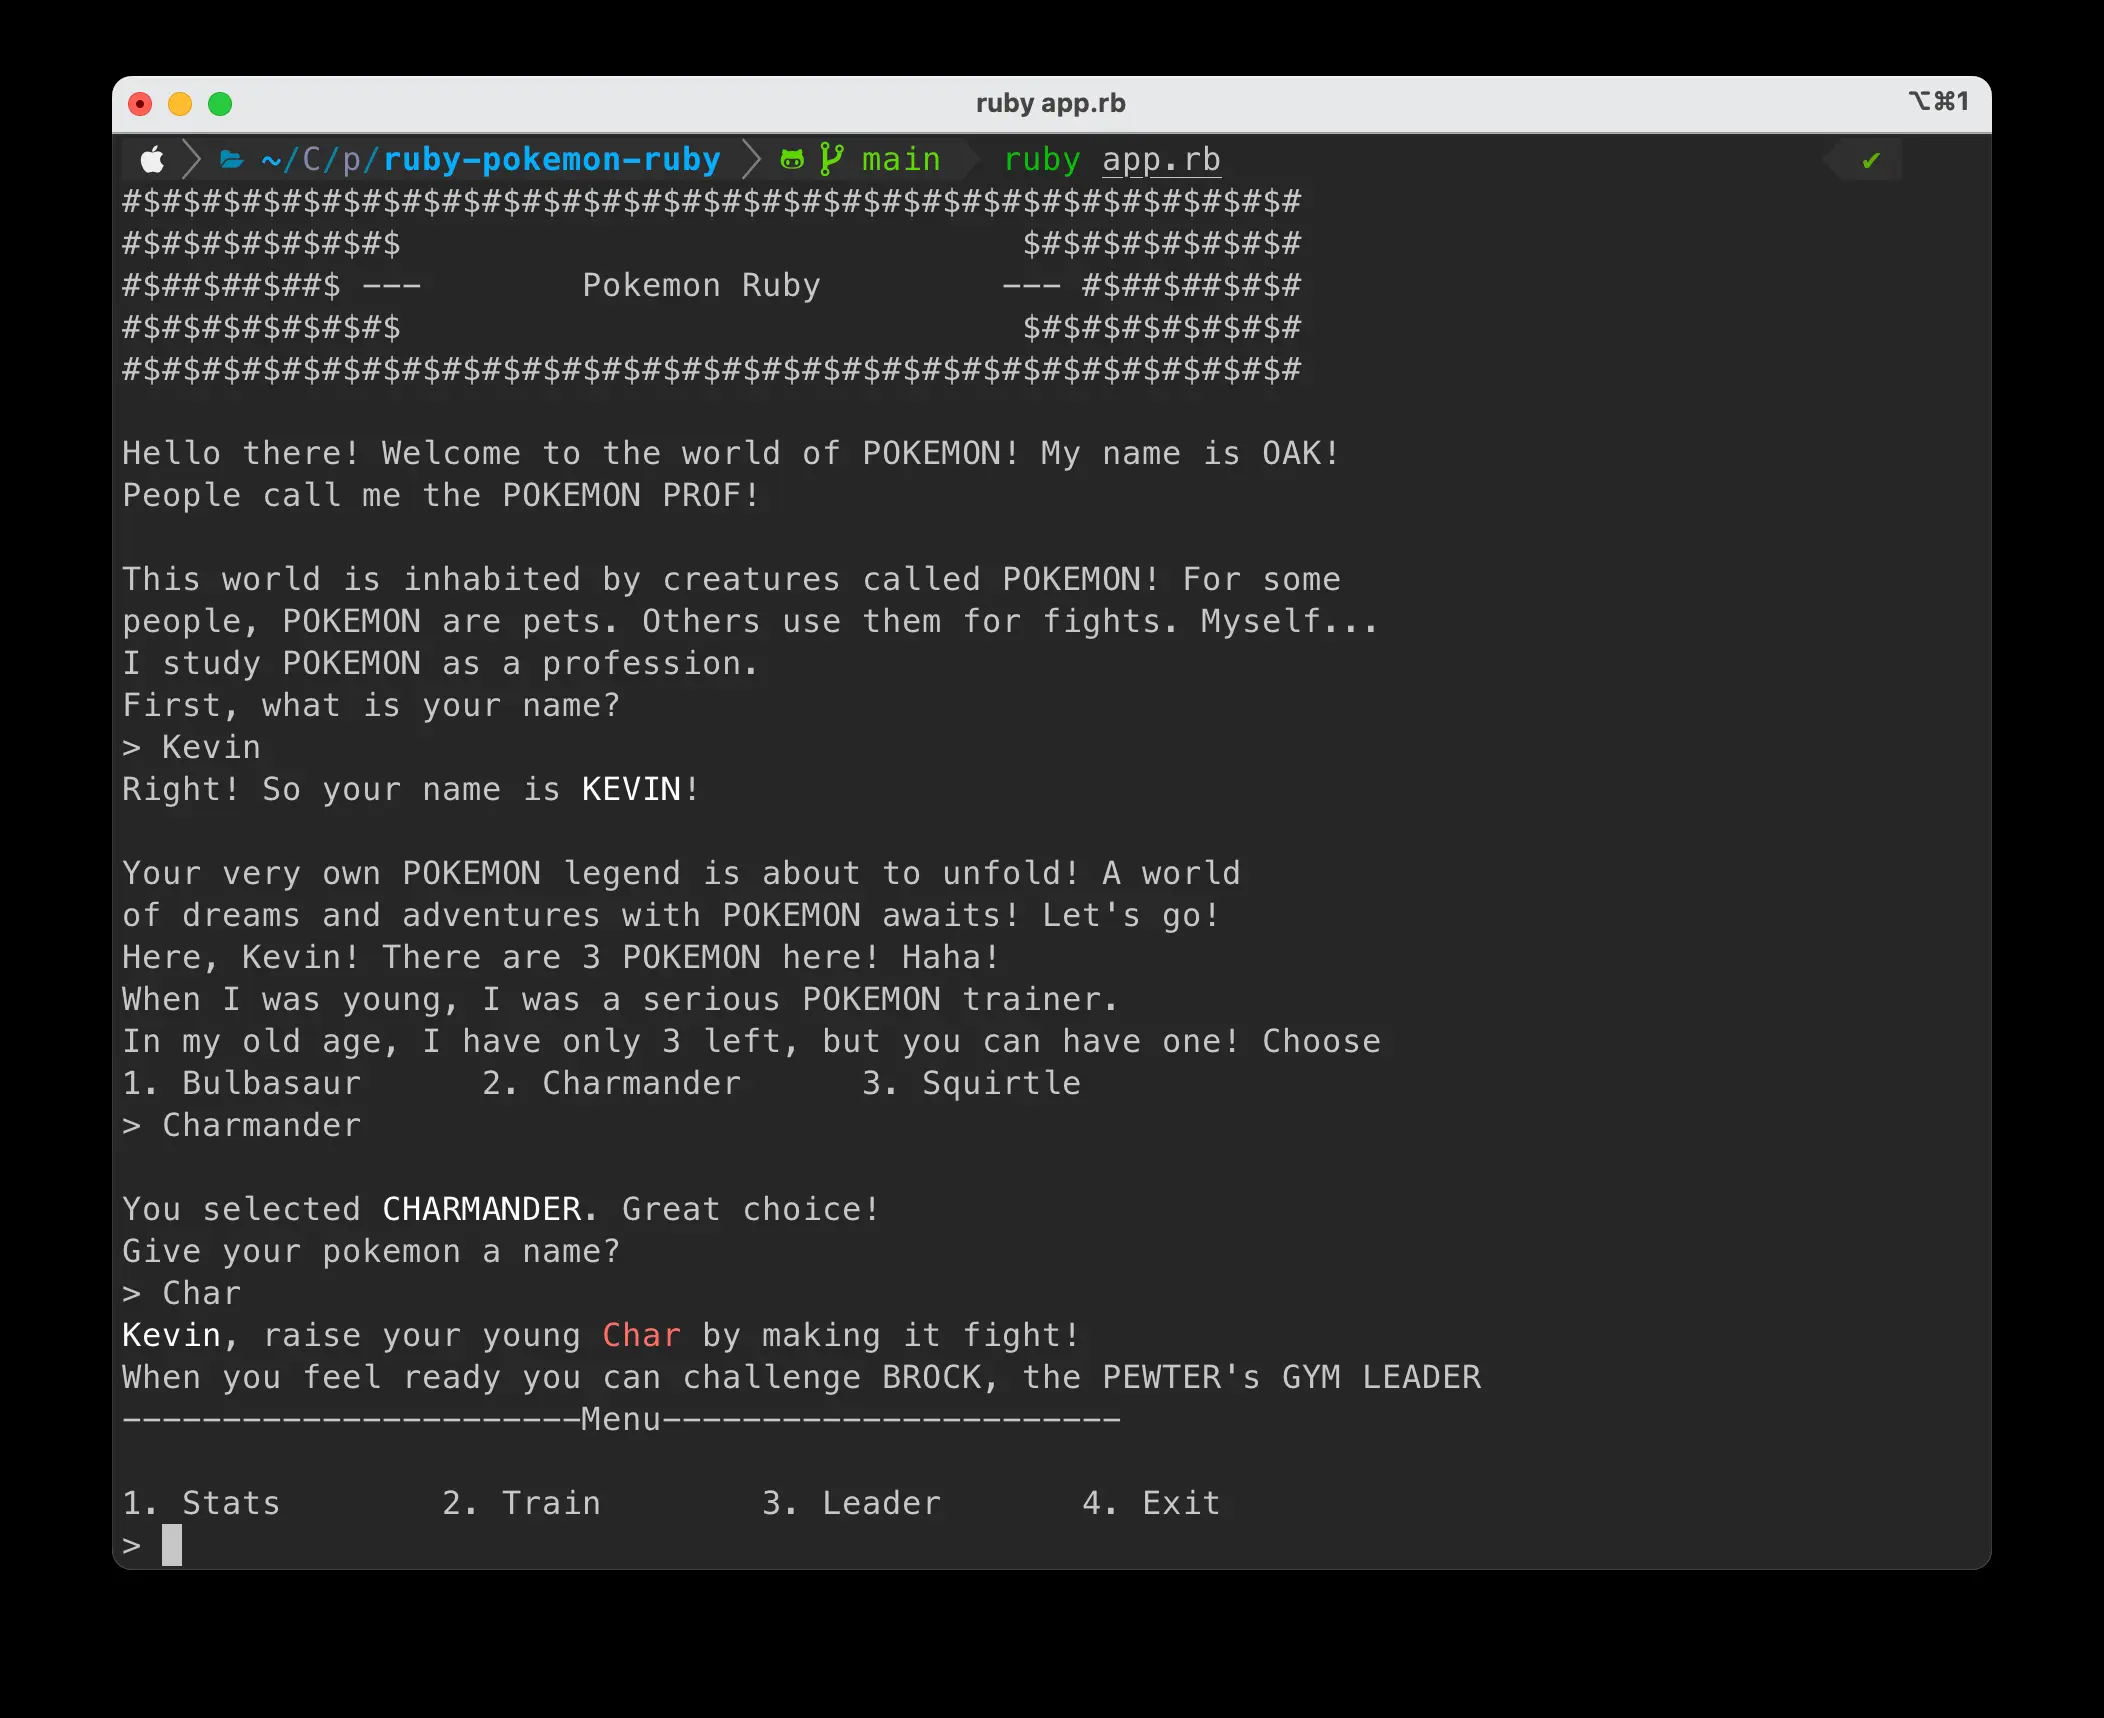 ruby app.rb
⌥⌘1
~/C/p/ruby-pokemon-ruby main ruby app.rb ✔
#$#$#$#$#$#$#$#$#$#$#$#$#$#$#$#$#$#$#$#$#$#$#$#$#$#$#$#$#$#
#$#$#$#$#$#$#$                               $#$#$#$#$#$#$#
#$##$##$##$ ---        Pokemon Ruby         --- #$##$##$#$#
#$#$#$#$#$#$#$                               $#$#$#$#$#$#$#
#$#$#$#$#$#$#$#$#$#$#$#$#$#$#$#$#$#$#$#$#$#$#$#$#$#$#$#$#$#
Hello there! Welcome to the world of POKEMON! My name is OAK!
People call me the POKEMON PROF!
This world is inhabited by creatures called POKEMON! For some
people, POKEMON are pets. Others use them for fights. Myself...
I study POKEMON as a profession.
First, what is your name?
> Kevin
Right! So your name is KEVIN!
Your very own POKEMON legend is about to unfold! A world
of dreams and adventures with POKEMON awaits! Let's go!
Here, Kevin! There are 3 POKEMON here! Haha!
When I was young, I was a serious POKEMON trainer.
In my old age, I have only 3 left, but you can have one! Choose
1. Bulbasaur      2. Charmander      3. Squirtle
> Charmander
You selected CHARMANDER. Great choice!
Give your pokemon a name?
> Char
Kevin, raise your young Char by making it fight!
When you feel ready you can challenge BROCK, the PEWTER's GYM LEADER
-----------------------Menu-----------------------
1. Stats        2. Train        3. Leader       4. Exit
>